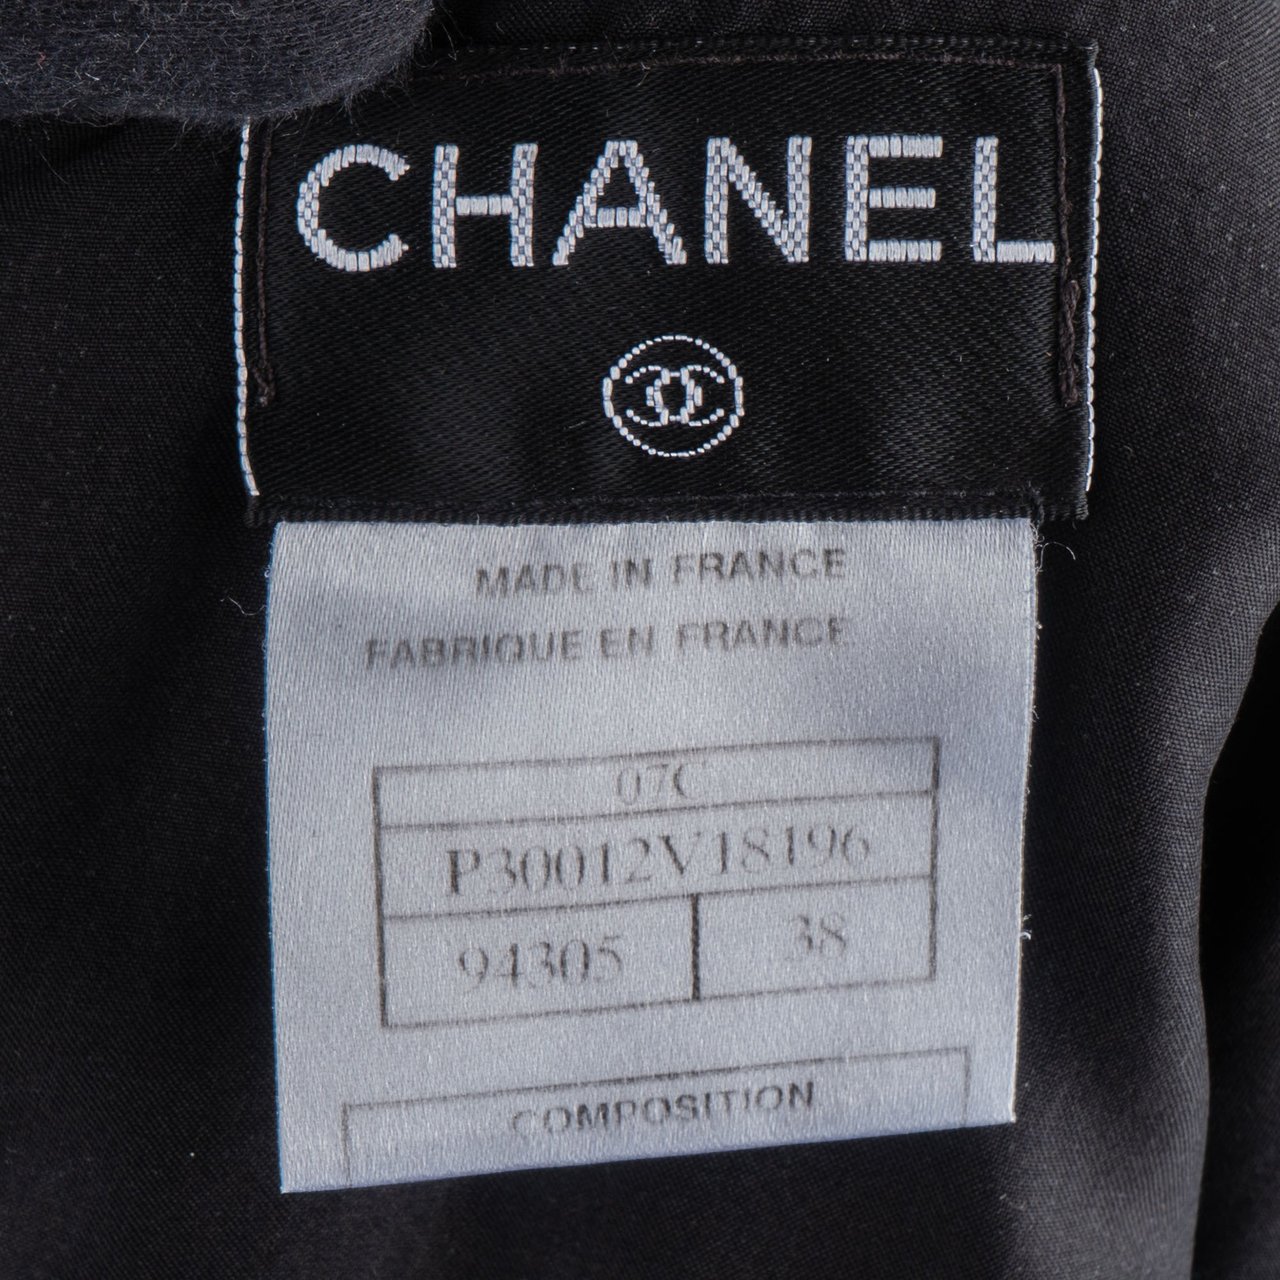 CHANEL
MADE IN FRANCE
FABRIQUE EN FRANCE
07C
P30012V18196
94305 38
COMPOSITION